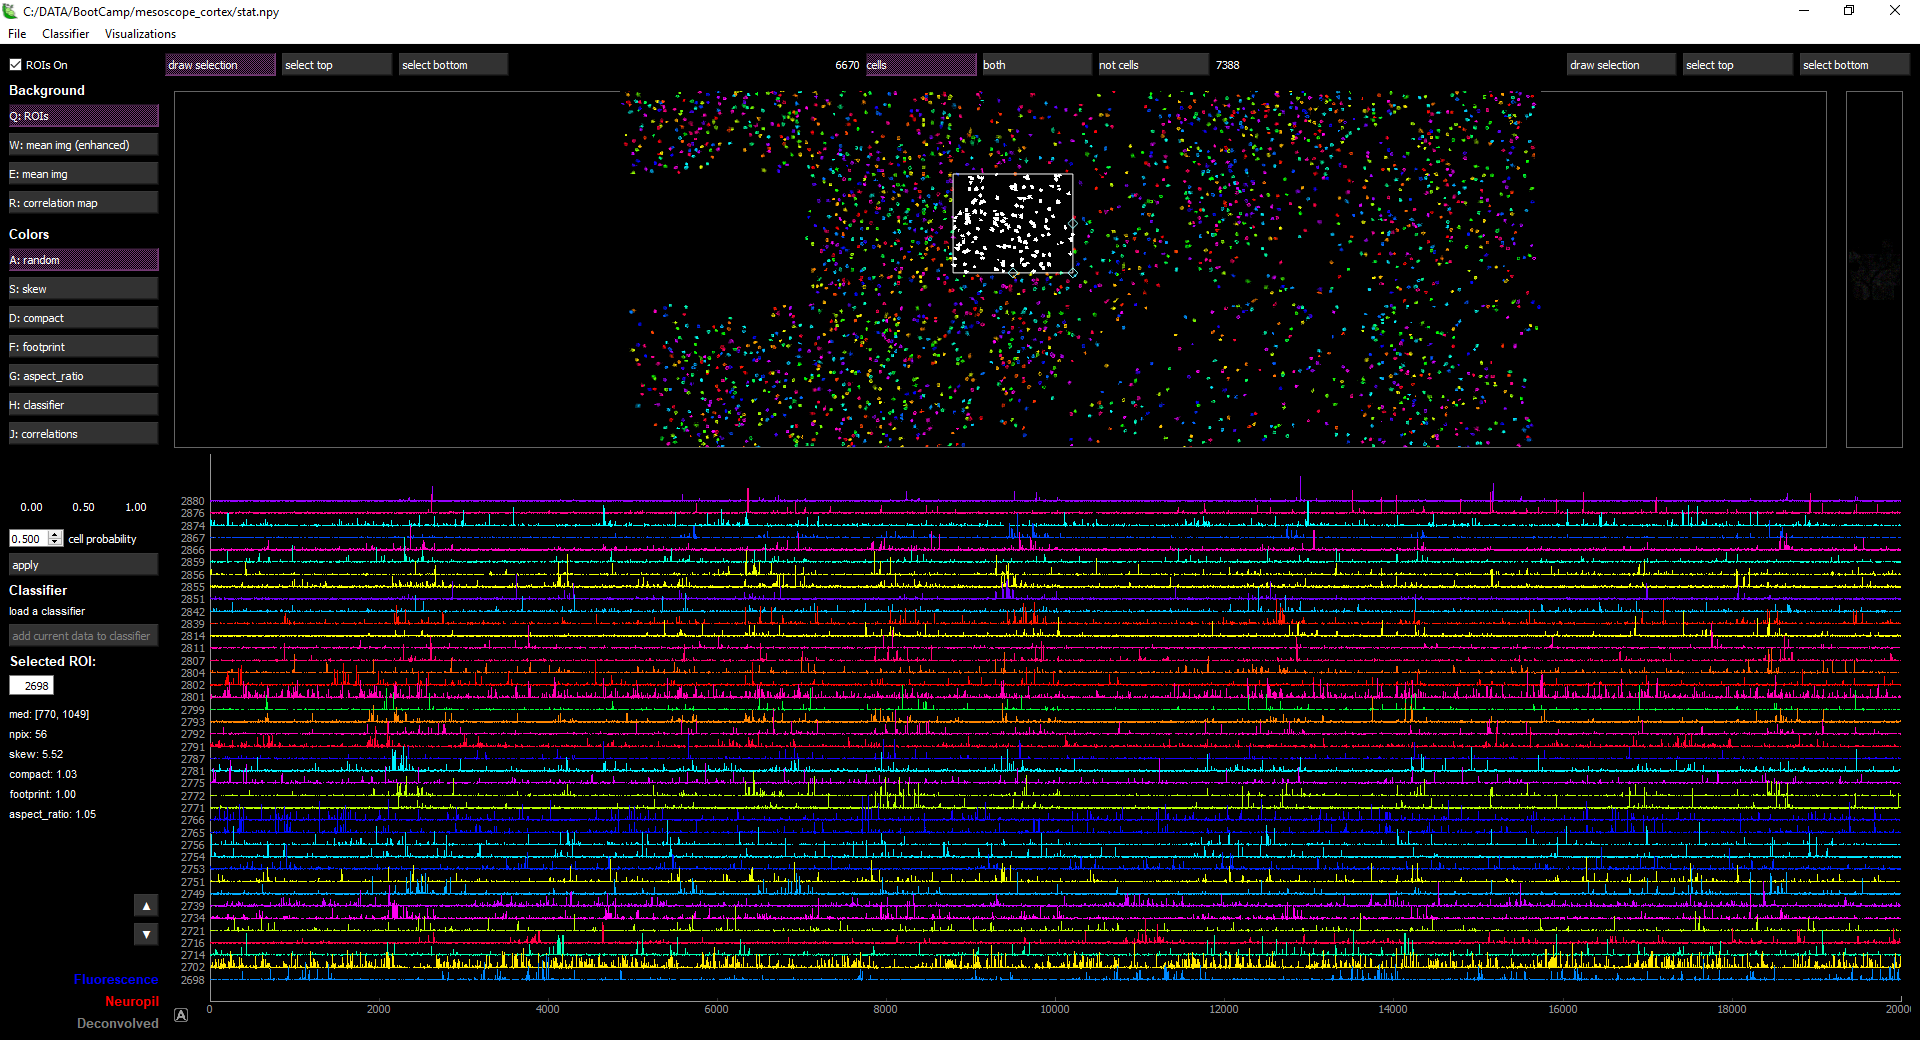 C:/DATA/BootCamp/mesoscope_cortex/stat.npy
File Classifier Visualizations
ROIs On
draw selection select top select bottom 6670 cells both not cells 7388 draw selection select top select bottom
Background
Q: ROIs
W: mean img (enhanced)
E: mean img
R: correlation map
Colors
A: random
S: skew
D: compact
F: footprint
G: aspect_ratio
H: classifier
J: correlations
0.00 0.50 1.00
0.500 cell probability
apply
Classifier
load a classifier
add current data to classifier
Selected ROI:
2698
med: [770, 1049]
npix: 56
skew: 5.52
compact: 1.03
footprint: 1.00
aspect_ratio: 1.05
▲
▼
Fluorescence
Neuropil
Deconvolved
2880
2876
2874
2867
2866
2859
2856
2855
2851
2842
2839
2814
2811
2807
2804
2802
2801
2799
2793
2792
2791
2787
2781
2775
2772
2771
2766
2765
2756
2754
2753
2751
2749
2739
2734
2721
2716
2714
2702
2698
A
0 2000 4000 6000 8000 10000 12000 14000 16000 18000 20000